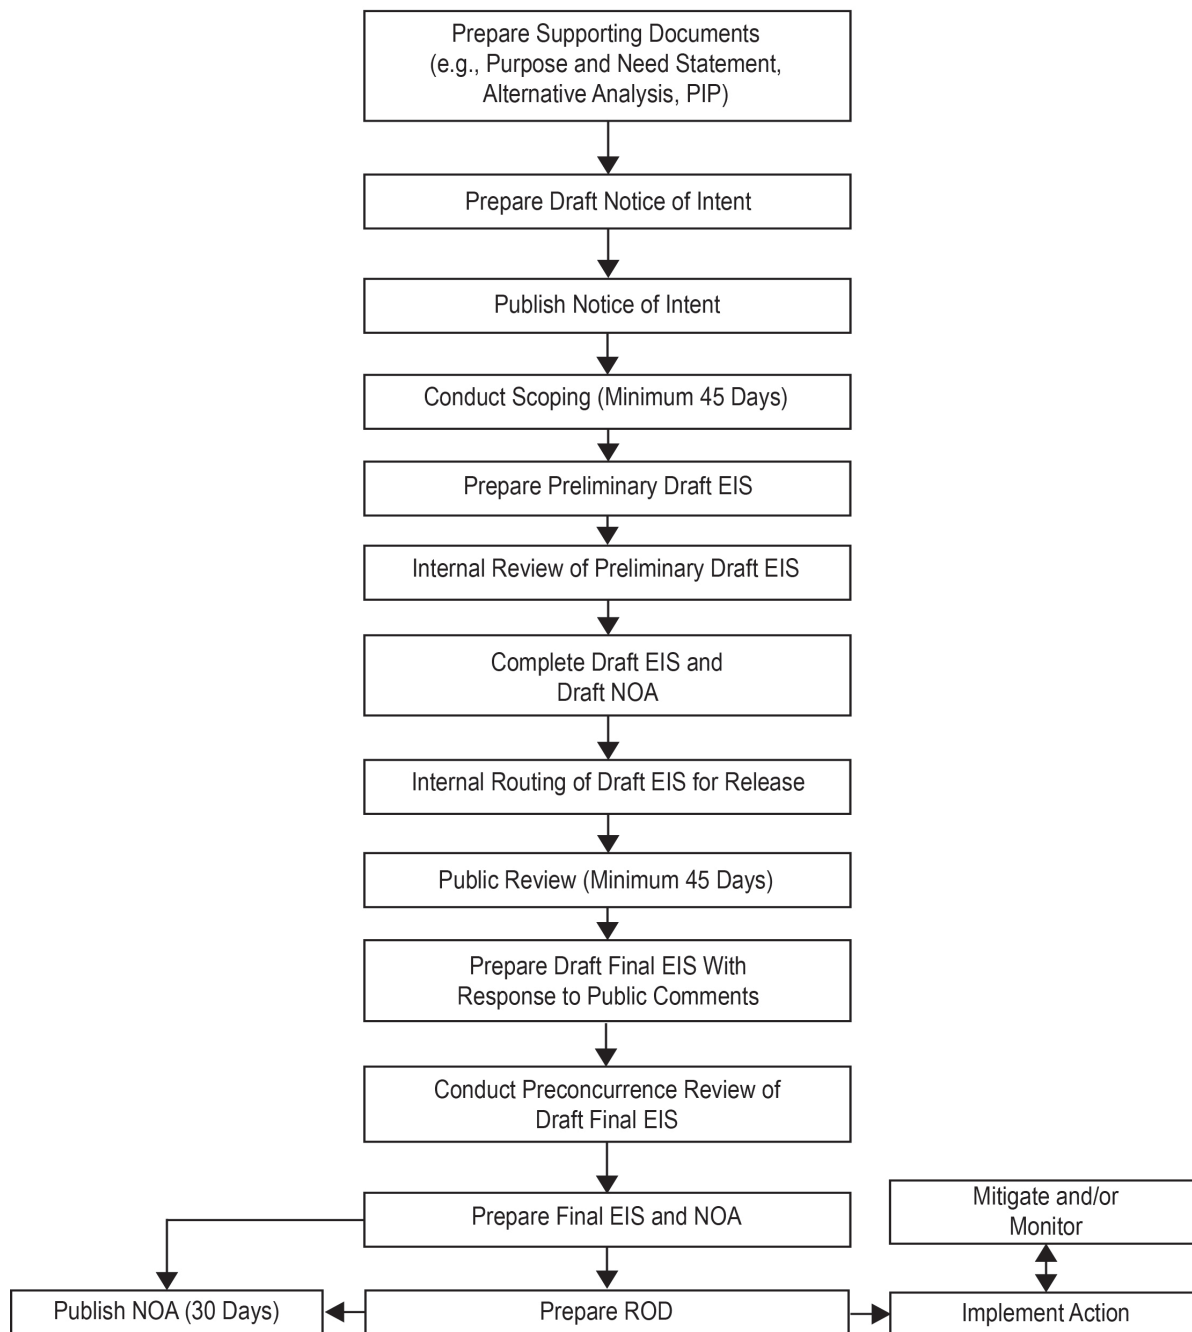 Prepare Supporting Documents
(e.g., Purpose and Need Statement,
Alternative Analysis, PIP)
Prepare Draft Notice of Intent
Publish Notice of Intent
Conduct Scoping (Minimum 45 Days)
Prepare Preliminary Draft EIS
Internal Review of Preliminary Draft EIS
Complete Draft EIS and
Draft NOA
Internal Routing of Draft EIS for Release
Public Review (Minimum 45 Days)
Prepare Draft Final EIS With
Response to Public Comments
Conduct Preconcurrence Review of
Draft Final EIS
Prepare Final EIS and NOA
Mitigate and/or
Monitor
Publish NOA (30 Days)
Prepare ROD
Implement Action